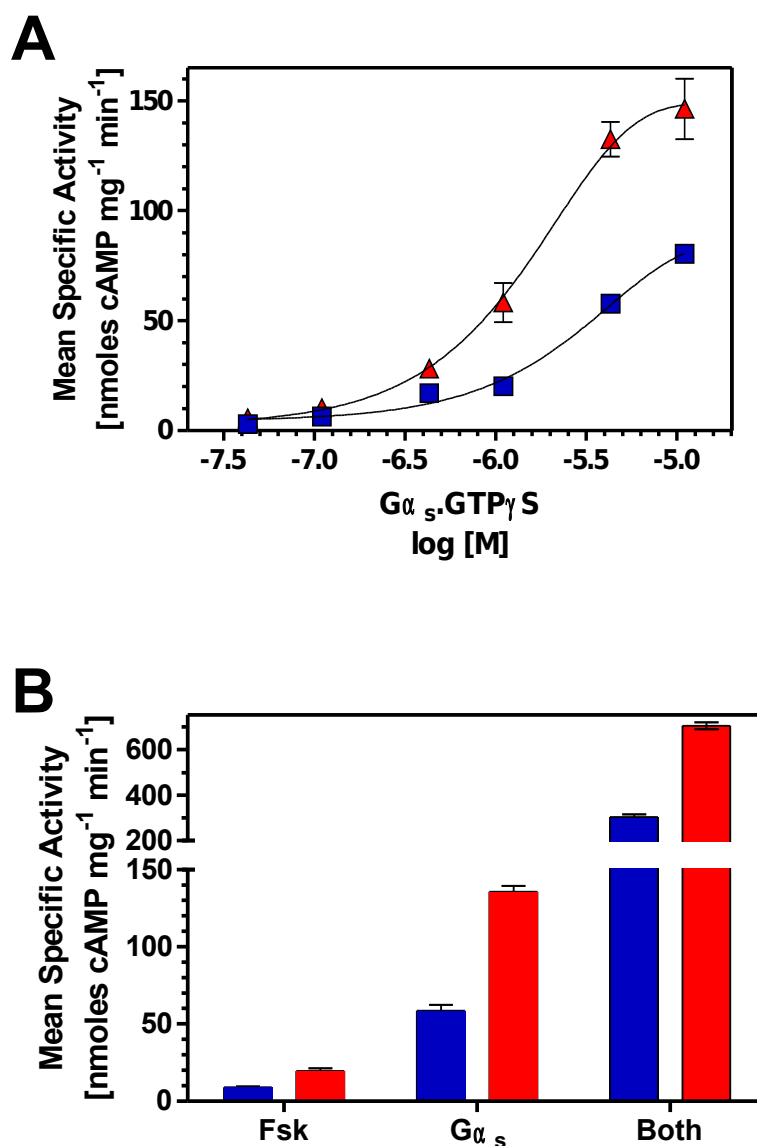 A
Mean Specific Activity
[nmoles cAMP mg⁻¹ min⁻¹]
150
100
50
0
-7.5 -7.0 -6.5 -6.0 -5.5 -5.0
Gα s.GTPγS
log [M]
B
Mean Specific Activity
[nmoles cAMP mg⁻¹ min⁻¹]
600
400
200
150
100
50
0
Fsk Gα s Both